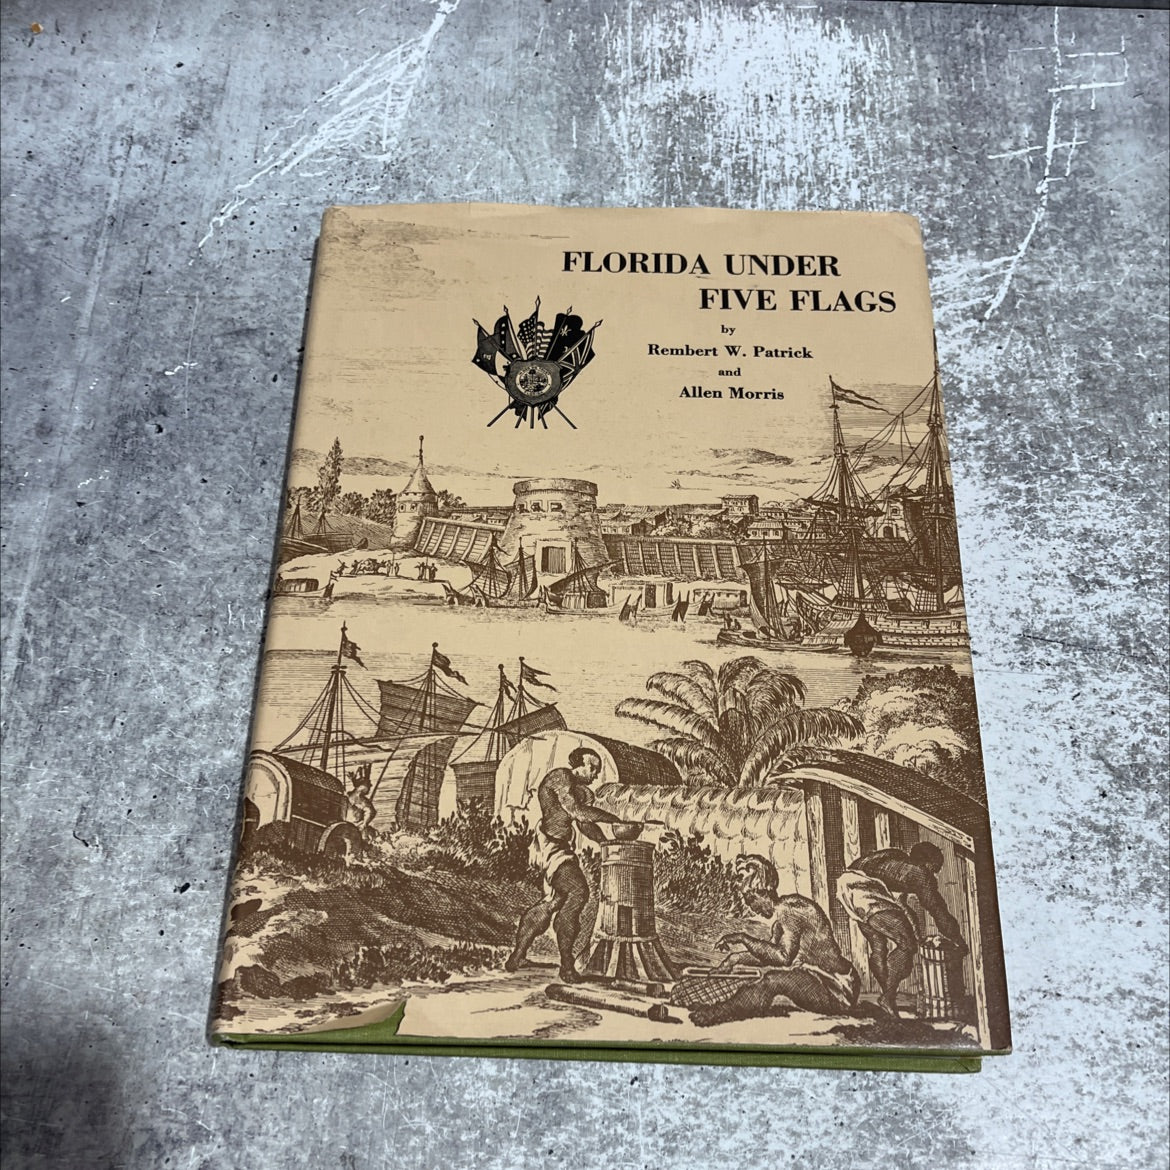 FLORIDA UNDER
FIVE FLAGS
by
Rembert W. Patrick
and
Allen Morris